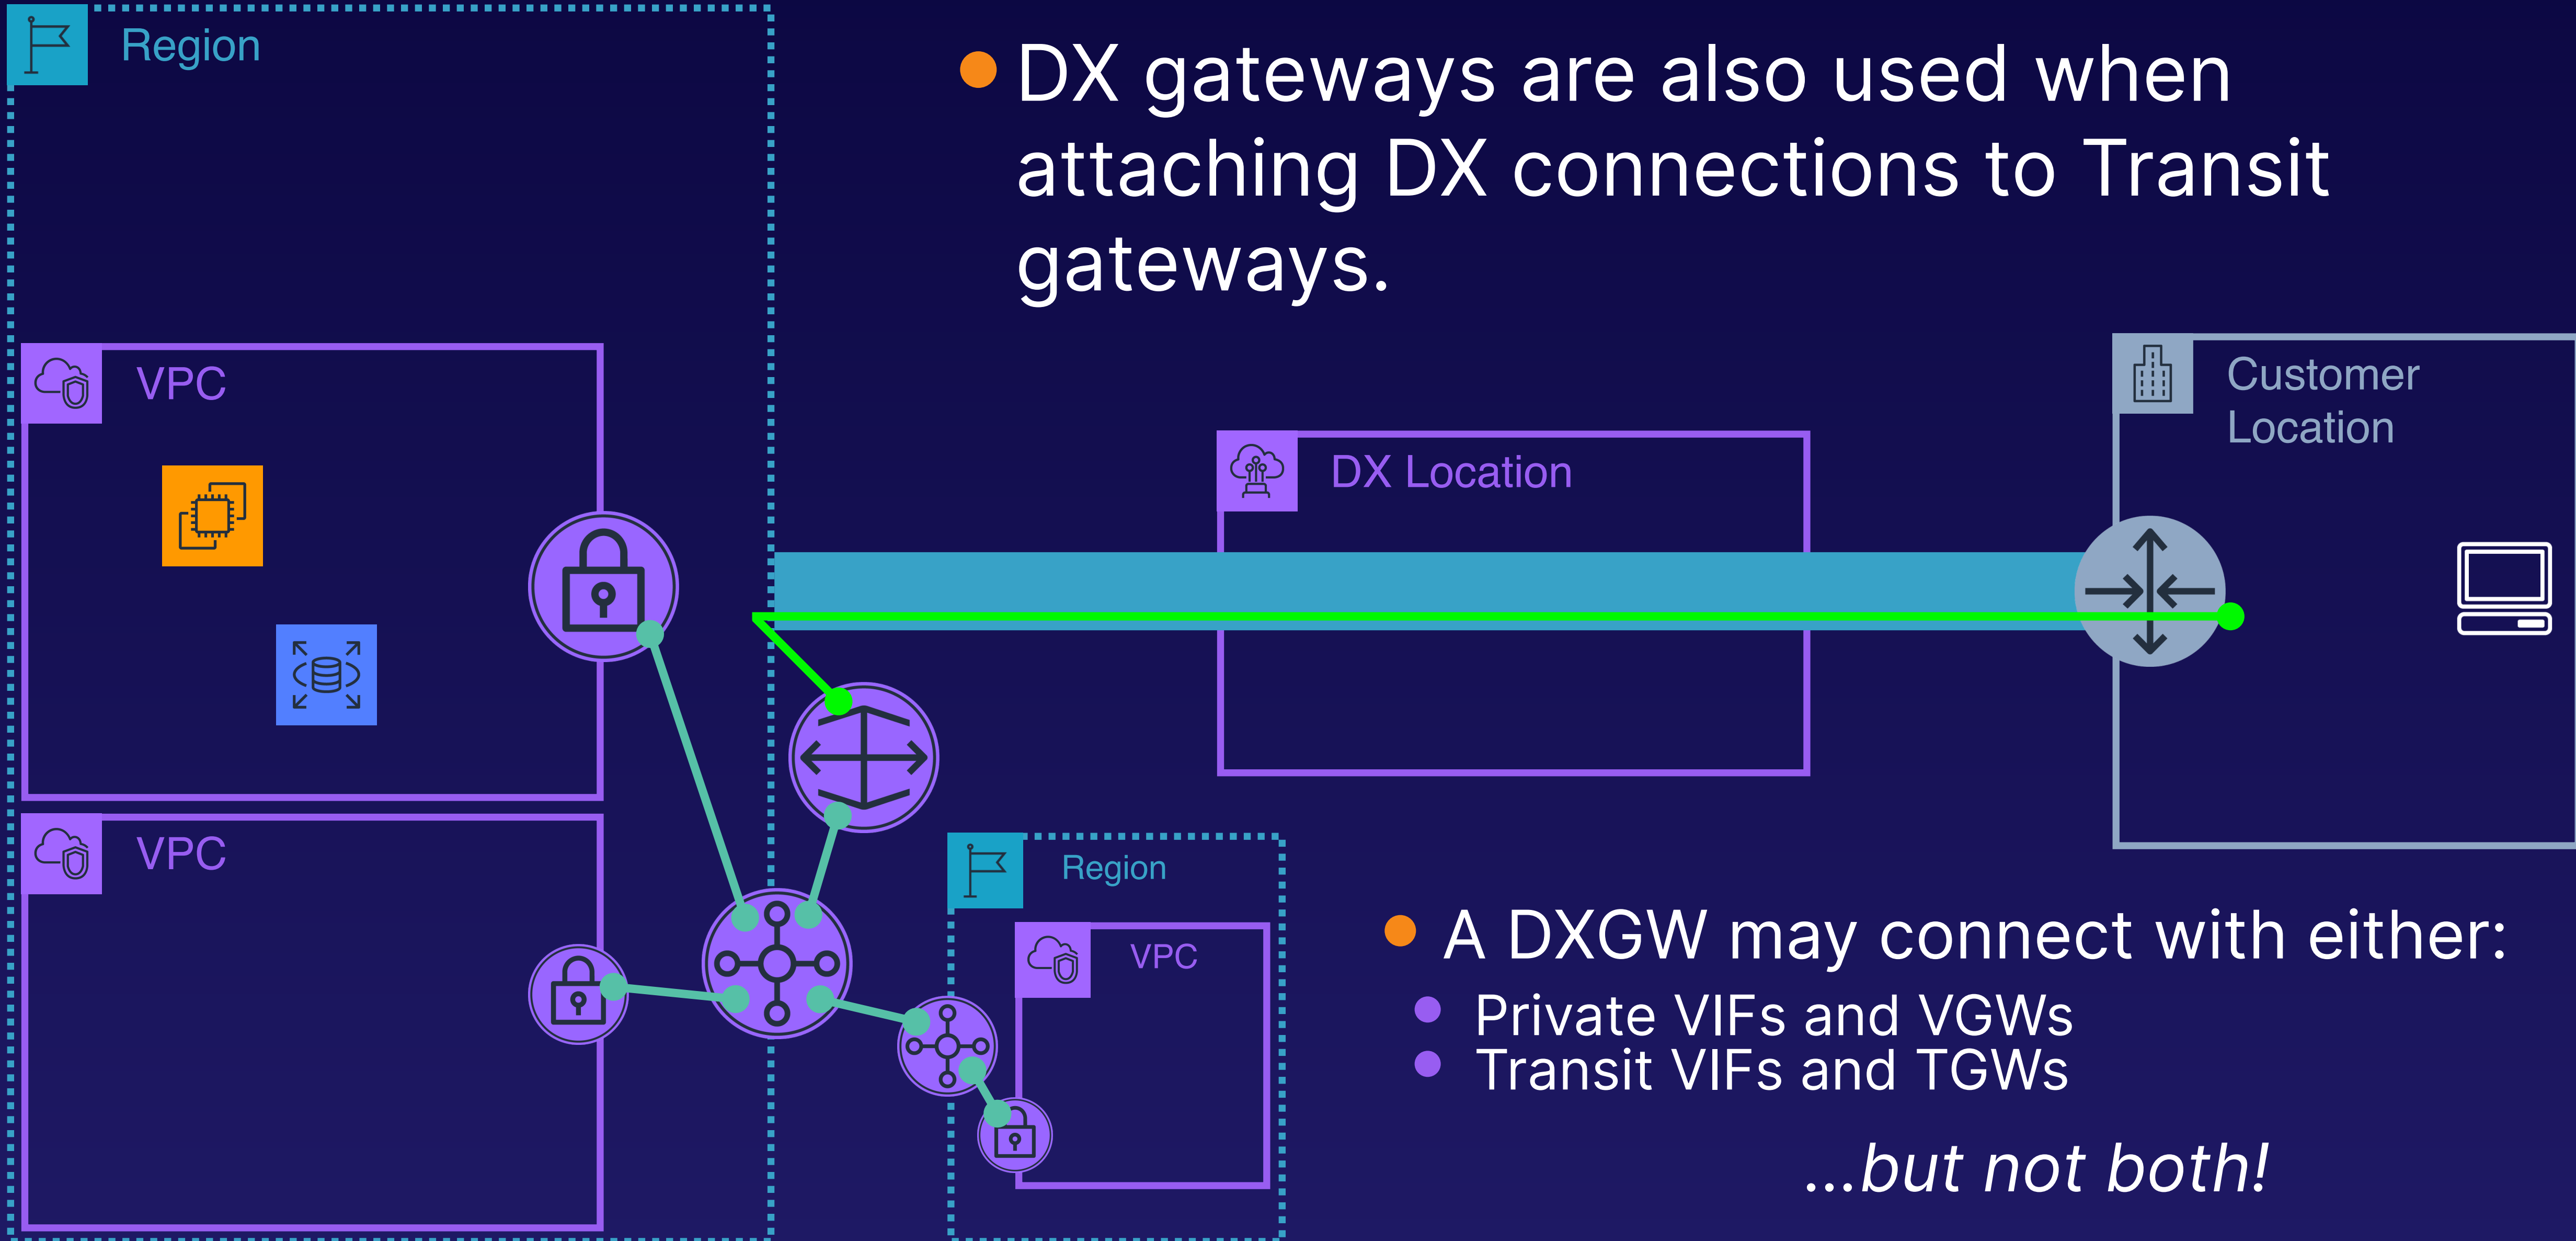 Region
DX gateways are also used when
attaching DX connections to Transit
gateways.
VPC
DX Location
Customer
Location
VPC
Region
VPC
A DXGW may connect with either:
Private VIFs and VGWs
Transit VIFs and TGWs
...but not both!